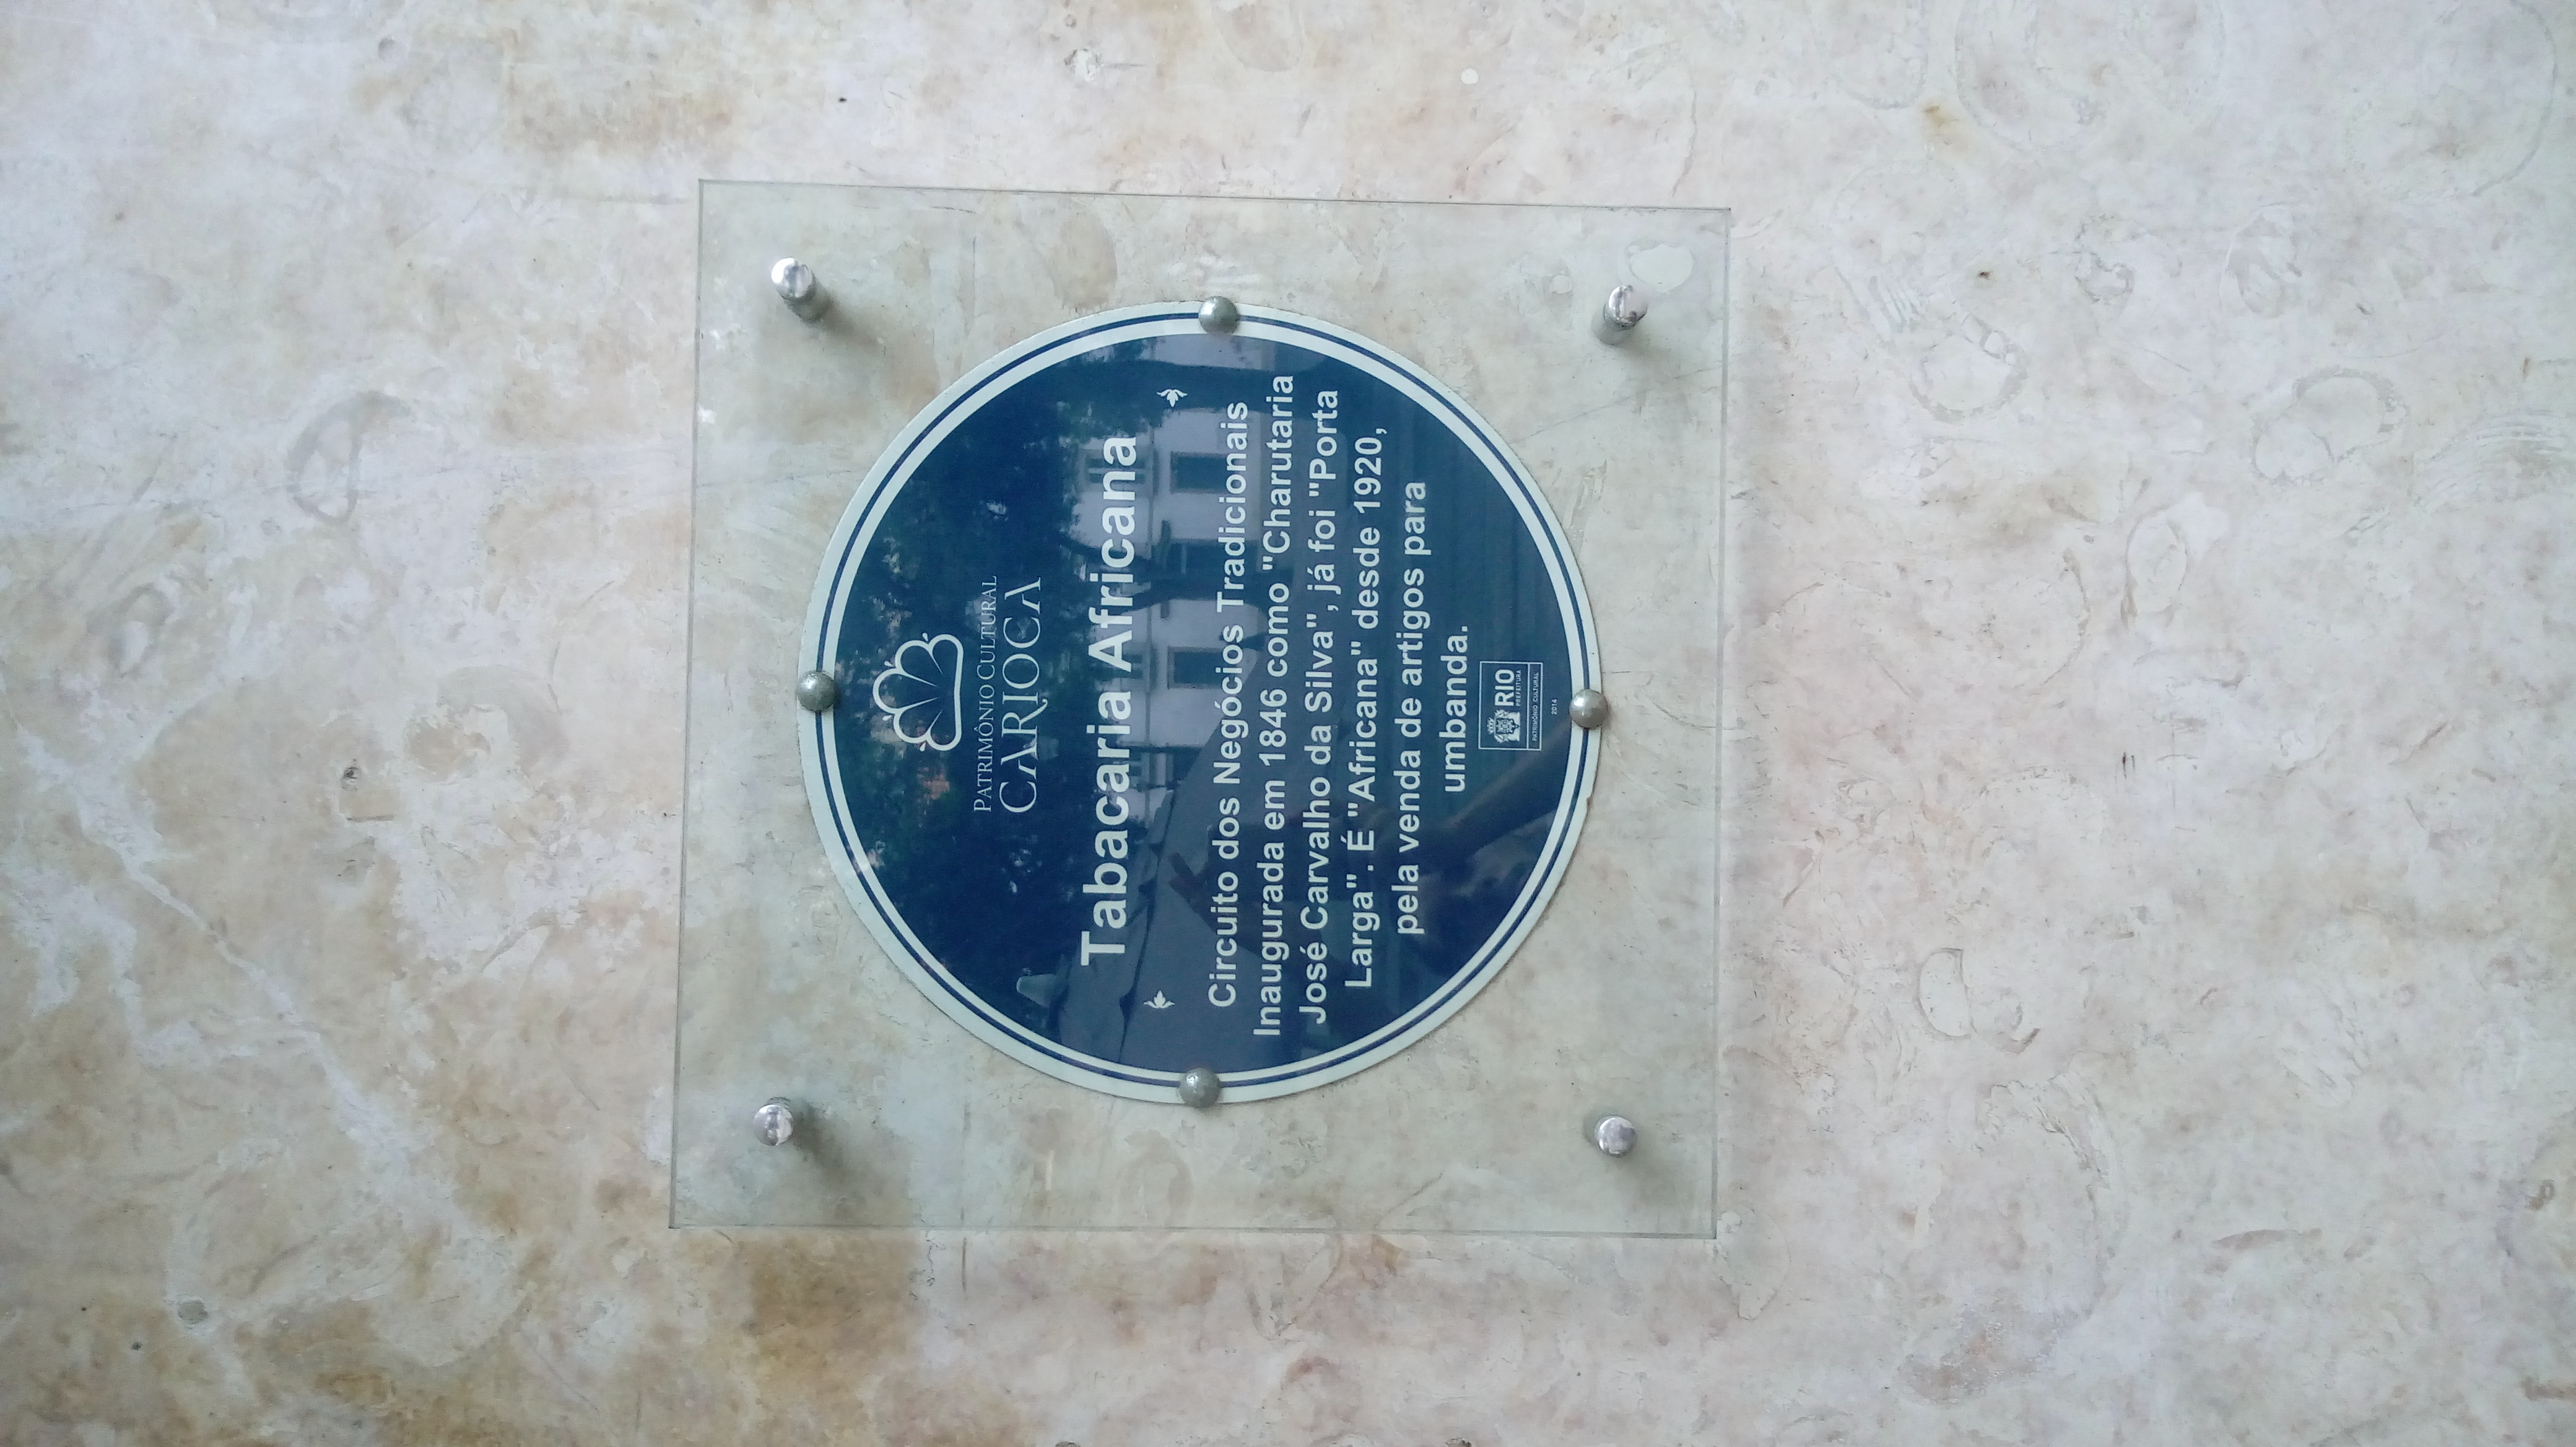 PATRIMÔNIO CULTURAL
CARIOCA
Tabacaria Africana
Circuito dos Negócios Tradicionais
Inaugurada em 1846 como "Charutaria
José Carvalho da Silva", já foi "Porta
Larga". É "Africana" desde 1920,
pela venda de artigos para
umbanda.
RIO
PREFEITURA
PATRIMÔNIO CULTURAL
2014